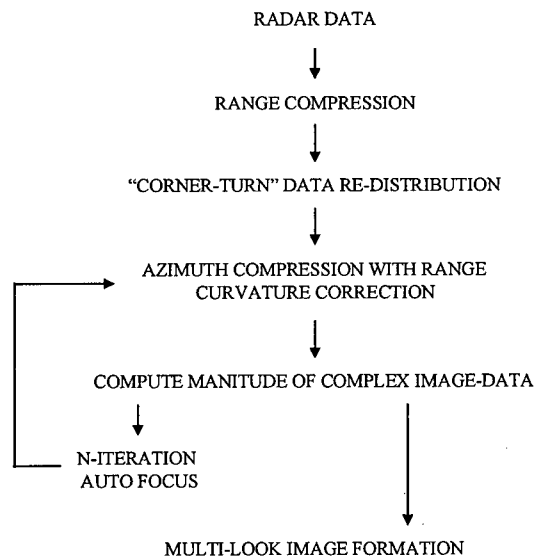 RADAR DATA
RANGE COMPRESSION
“CORNER-TURN” DATA RE-DISTRIBUTION
AZIMUTH COMPRESSION WITH RANGE
CURVATURE CORRECTION
COMPUTE MANITUDE OF COMPLEX IMAGE-DATA
N-ITERATION
AUTO FOCUS
MULTI-LOOK IMAGE FORMATION